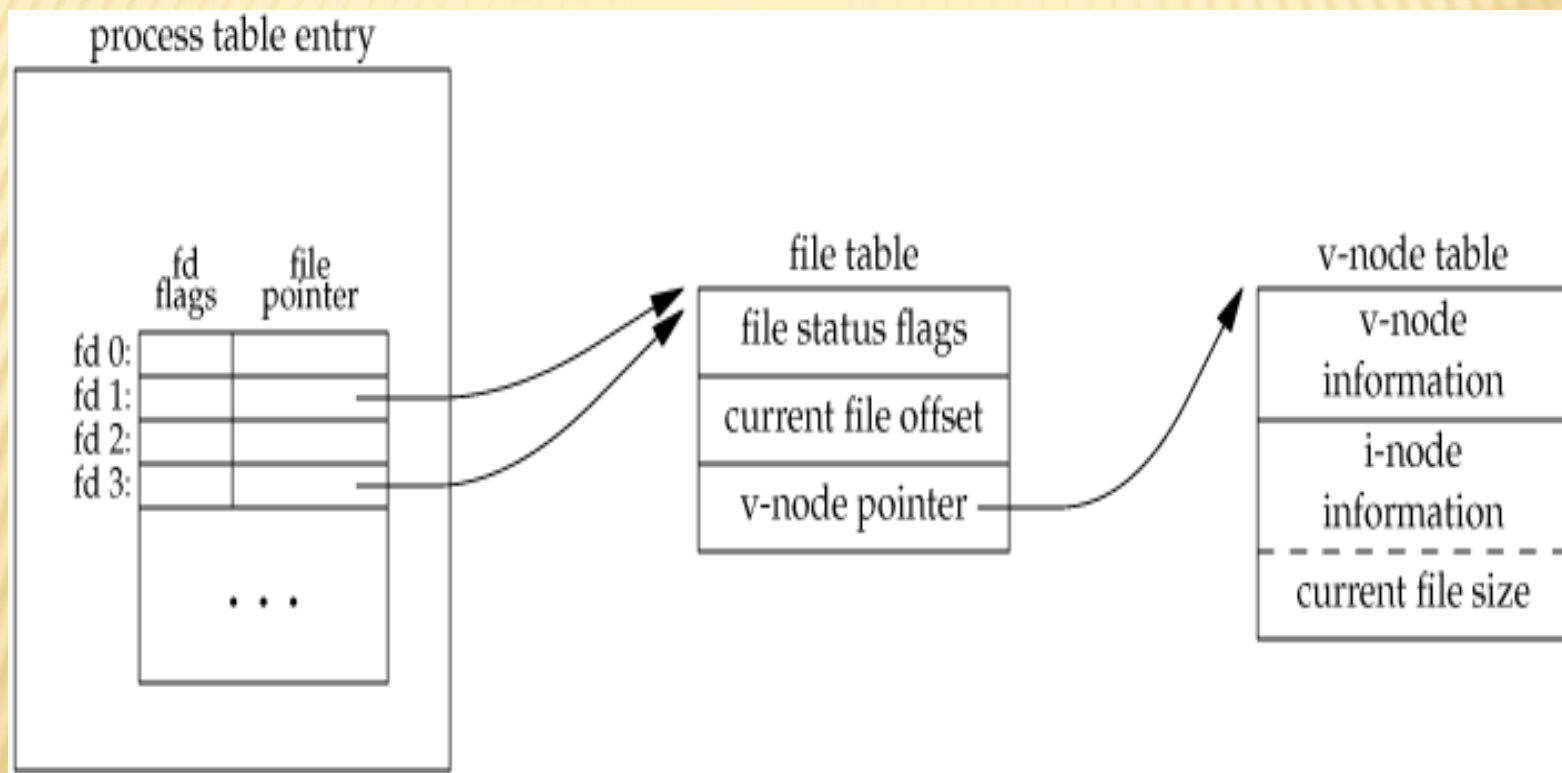 process table entry
fd
flags
file
pointer
fd 0:
fd 1:
fd 2:
fd 3:
. . .
file table
file status flags
current file offset
v-node pointer
v-node table
v-node
information
i-node
information
current file size